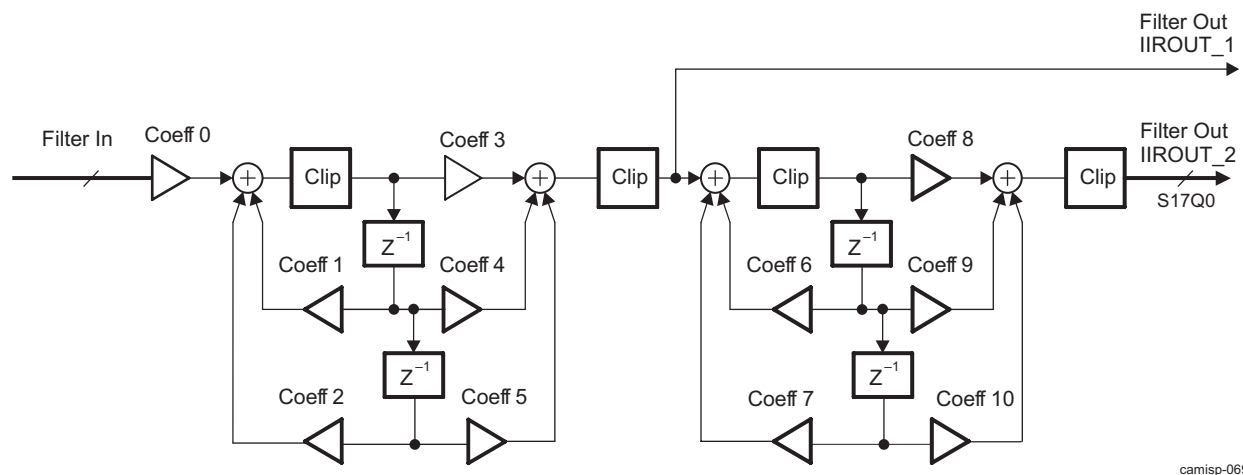 Filter Out
IIROUT_1
Filter In
Coeff 0
Coeff 3
Coeff 8
Filter Out
IIROUT_2
Clip
Clip
Clip
Clip
S17Q0
Z⁻¹
Z⁻¹
Coeff 1
Coeff 4
Coeff 6
Coeff 9
Z⁻¹
Z⁻¹
Coeff 2
Coeff 5
Coeff 7
Coeff 10